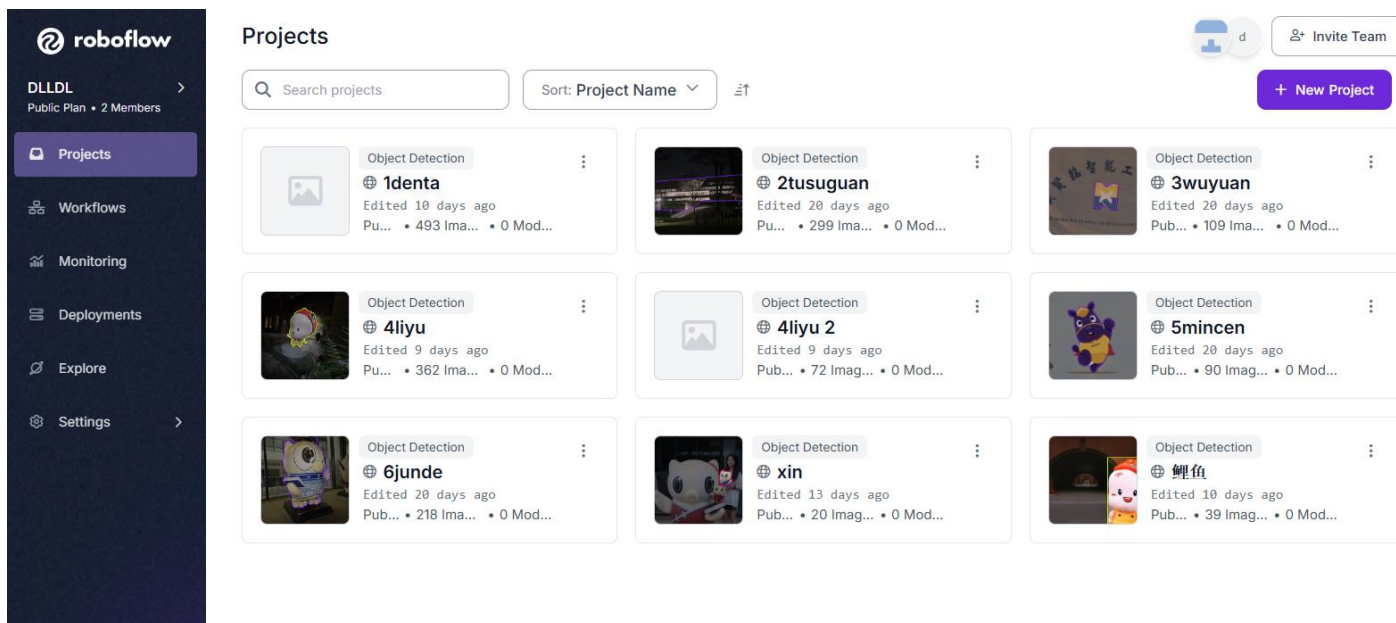 roboflow
DLLDL
Public Plan • 2 Members
Projects
Workflows
Monitoring
Deployments
Explore
Settings
Projects
d
Invite Team
Search projects
Sort: Project Name
+ New Project
Object Detection
1denta
Edited 10 days ago
Pu... • 493 Ima... • 0 Mod...
Object Detection
2tusuguan
Edited 20 days ago
Pu... • 299 Ima... • 0 Mod...
Object Detection
3wuyuan
Edited 20 days ago
Pub... • 109 Ima... • 0 Mod...
Object Detection
4liyu
Edited 9 days ago
Pu... • 362 Ima... • 0 Mod...
Object Detection
4liyu 2
Edited 9 days ago
Pub... • 72 Imag... • 0 Mod...
Object Detection
5mincen
Edited 20 days ago
Pub... • 90 Imag... • 0 Mod...
Object Detection
6junde
Edited 20 days ago
Pub... • 218 Ima... • 0 Mod...
Object Detection
xin
Edited 13 days ago
Pub... • 20 Imag... • 0 Mod...
Object Detection
鲤鱼
Edited 10 days ago
Pub... • 39 Imag... • 0 Mod...